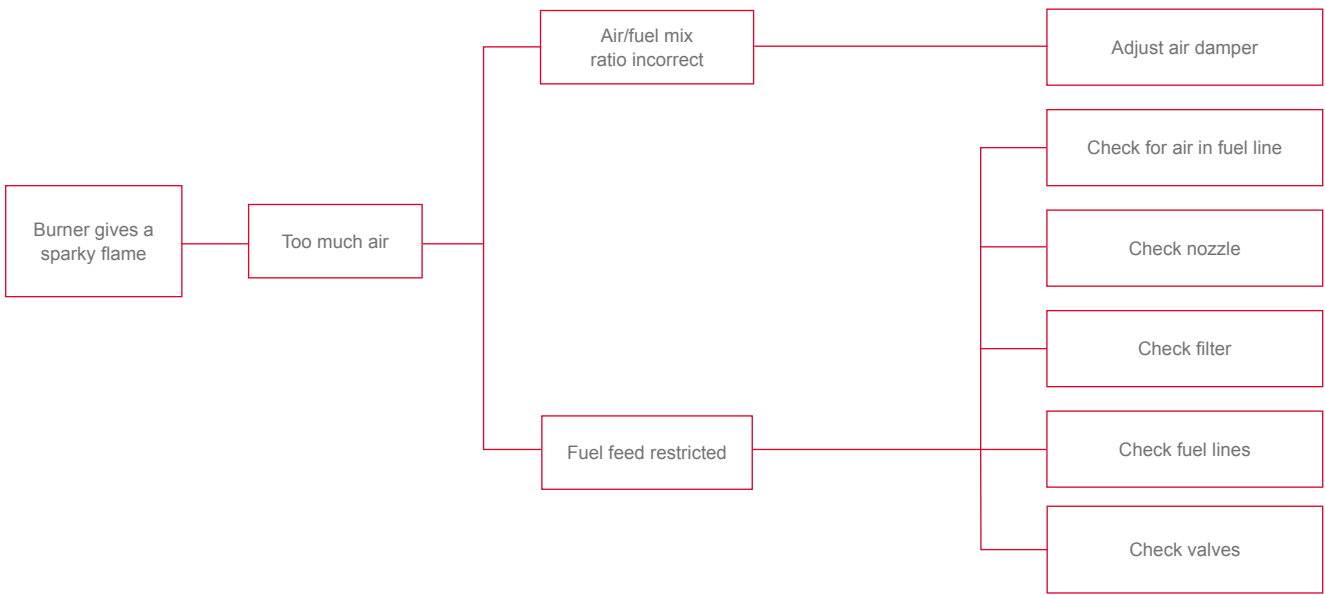 Burner gives a
sparky flame
Too much air
Air/fuel mix
ratio incorrect
Adjust air damper
Fuel feed restricted
Check for air in fuel line
Check nozzle
Check filter
Check fuel lines
Check valves